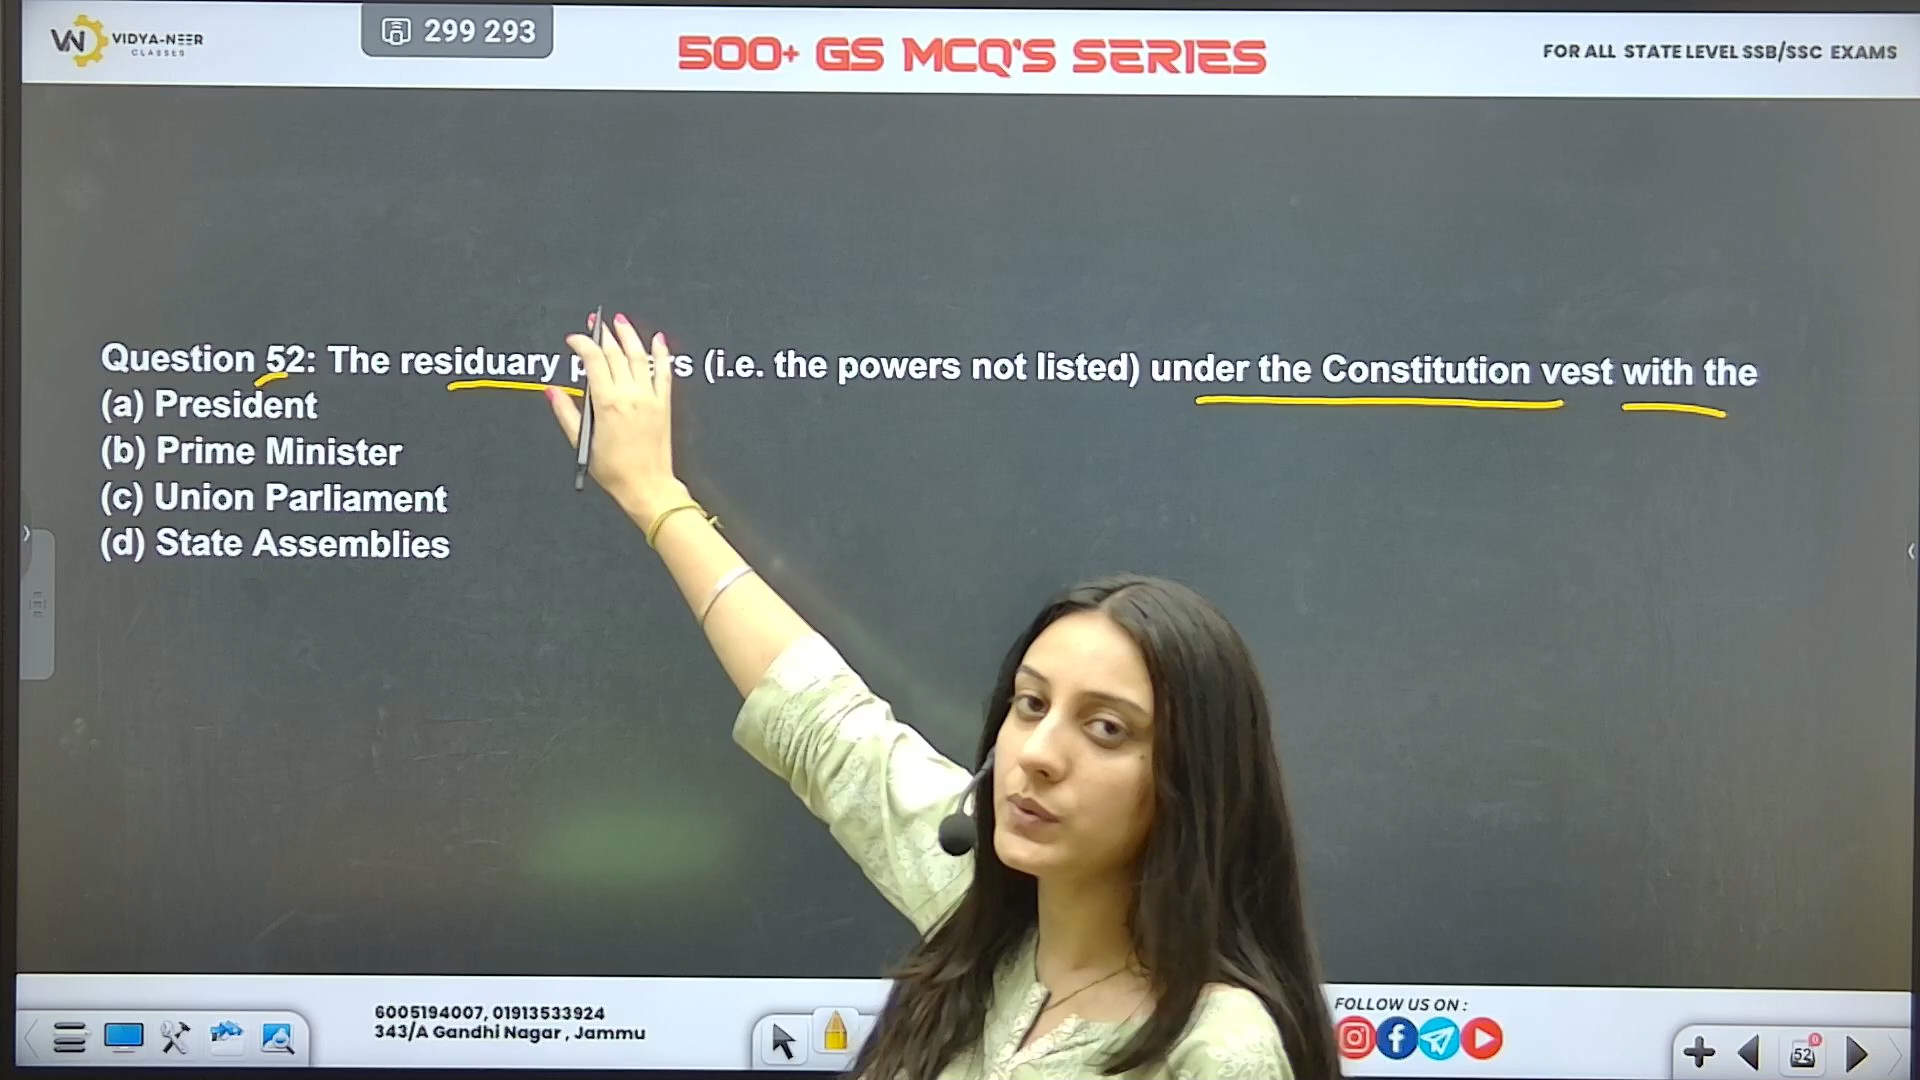 VN VIDYA-NEER
CLASSES
299 293
500+ GS MCQ'S SERIES
FOR ALL STATE LEVEL SSB/SSC EXAMS
Question 52: The residuary (i.e. the powers not listed) under the Constitution vest with the
(a) President
(b) Prime Minister
(c) Union Parliament
(d) State Assemblies
6005194007, 01913533924
343/A Gandhi Nagar, Jammu
FOLLOW US ON :
52
0